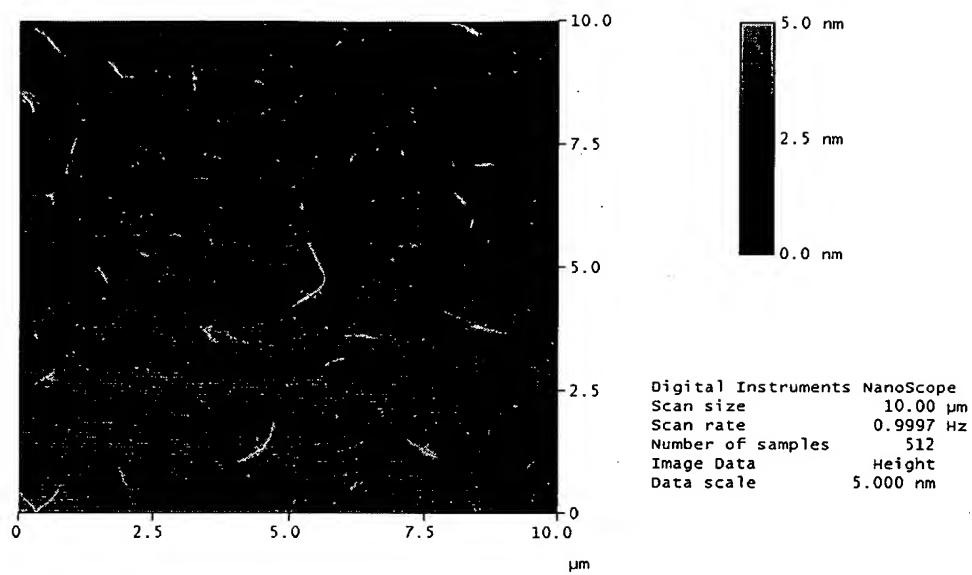 10.0
7.5
5.0
2.5
0
0 2.5 5.0 7.5 10.0
µm
5.0 nm
2.5 nm
0.0 nm
Digital Instruments NanoScope
Scan size 10.00 µm
Scan rate 0.9997 Hz
Number of samples 512
Image Data Height
Data scale 5.000 nm